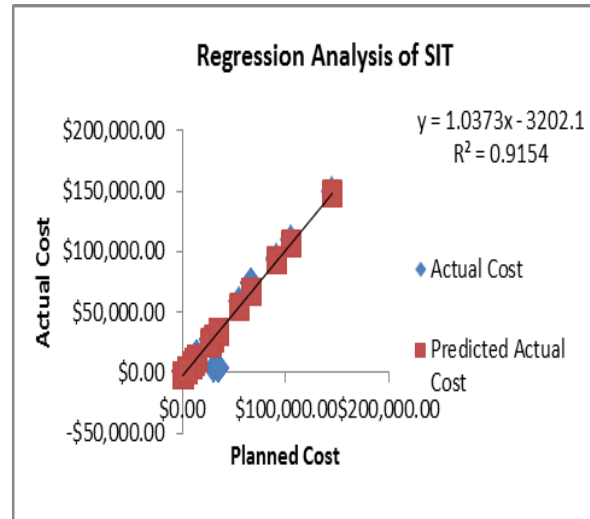 Regression Analysis of SIT
y = 1.0373x - 3202.1
R² = 0.9154
$200,000.00
$150,000.00
$100,000.00
$50,000.00
$0.00
-$50,000.00
Actual Cost
$0.00 $100,000.00 $200,000.00
Planned Cost
Actual Cost
Predicted Actual
Cost